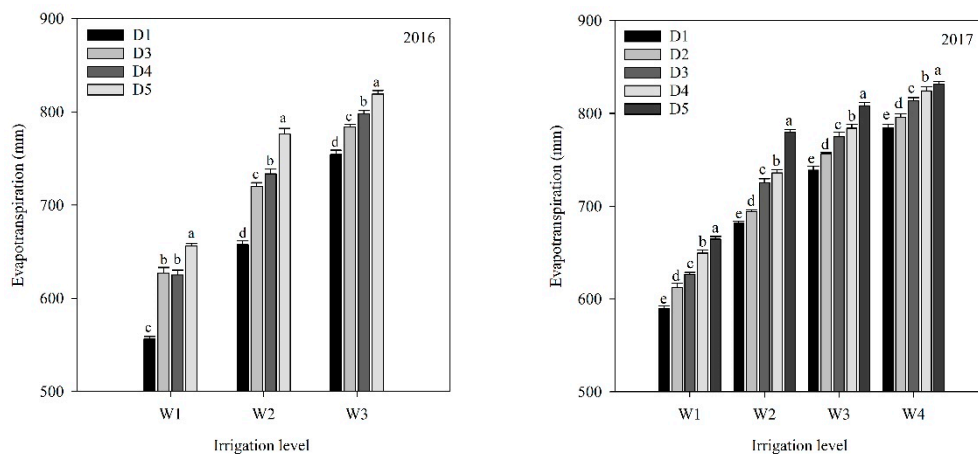 900
800
700
600
500
Evapotranspiration (mm)
D1
D3
D4
D5
2016
c b b a
d c b a
d c b a
W1 W2 W3
Irrigation level
900
800
700
600
500
Evapotranspiration (mm)
D1
D2
D3
D4
D5
2017
e d c b a
e d c b a
e d c b a
e d c b a
W1 W2 W3 W4
Irrigation level